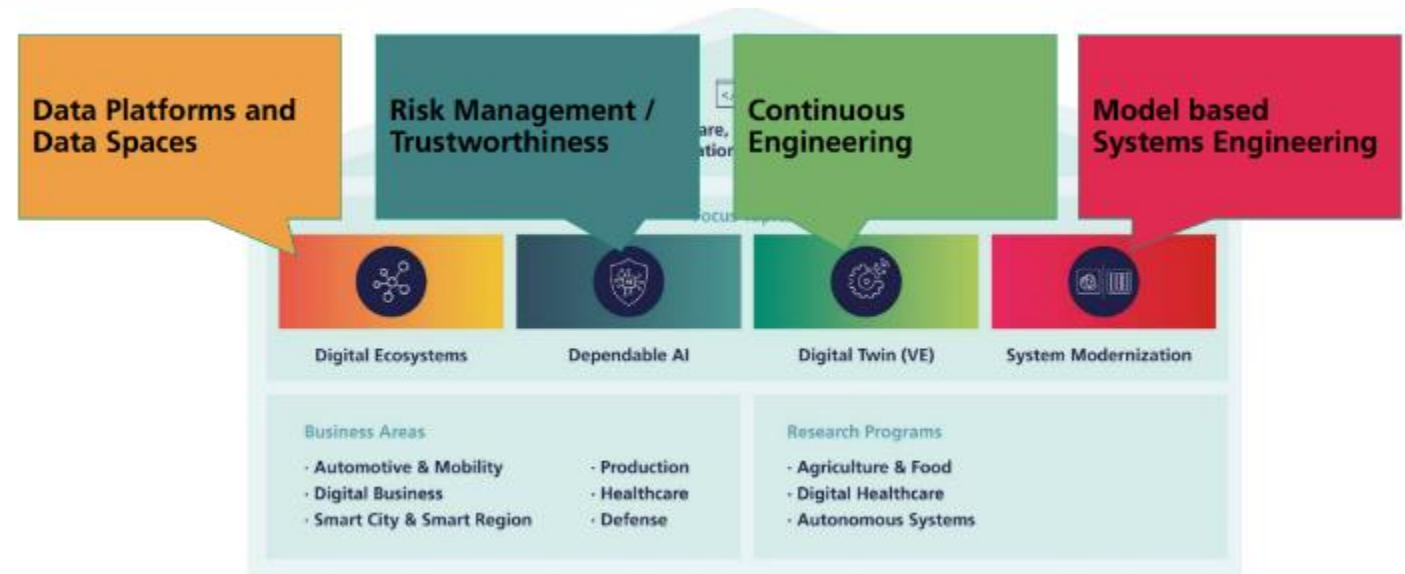 Data Platforms and
Data Spaces
Risk Management /
Trustworthiness
Continuous
Engineering
Model based
Systems Engineering
Digital Ecosystems
Dependable AI
Digital Twin (VE)
System Modernization
Business Areas
· Automotive & Mobility
· Digital Business
· Smart City & Smart Region
· Production
· Healthcare
· Defense
Research Programs
· Agriculture & Food
· Digital Healthcare
· Autonomous Systems